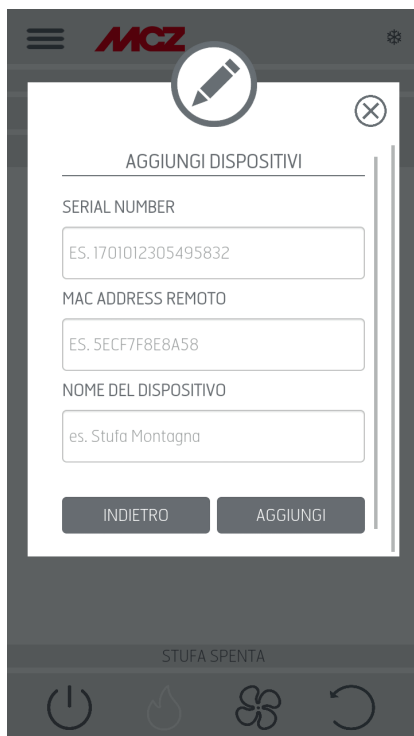 MCZ
AGGIUNGI DISPOSITIVI
SERIAL NUMBER
ES. 1701012305495832
MAC ADDRESS REMOTO
ES. 5ECF7F8E8A58
NOME DEL DISPOSITIVO
es. Stufa Montagna
INDIETRO AGGIUNGI
STUFA SPENTA